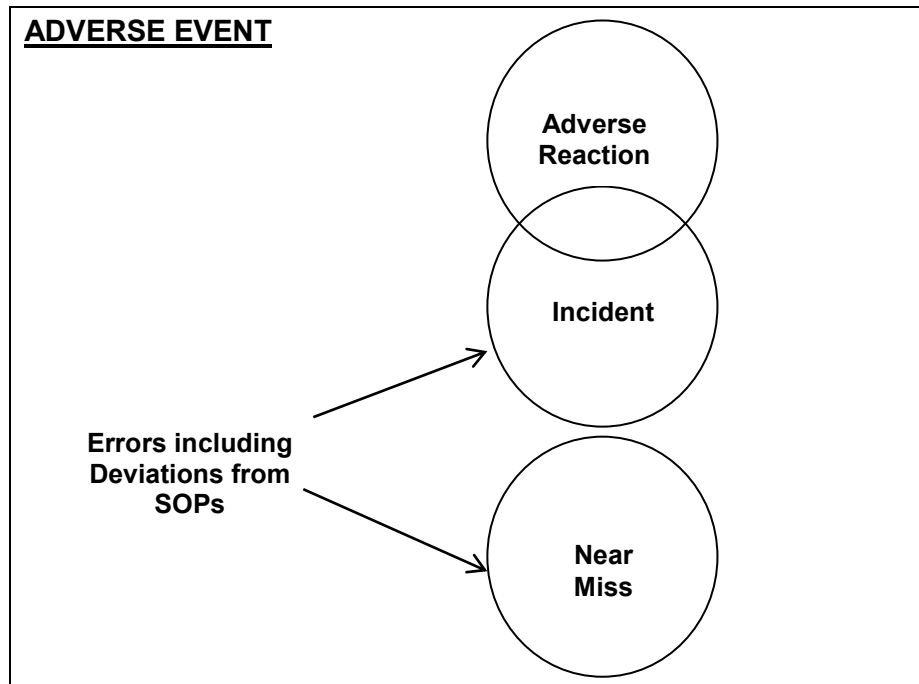 ADVERSE EVENT
Adverse
Reaction
Incident
Errors including
Deviations from
SOPs
Near
Miss